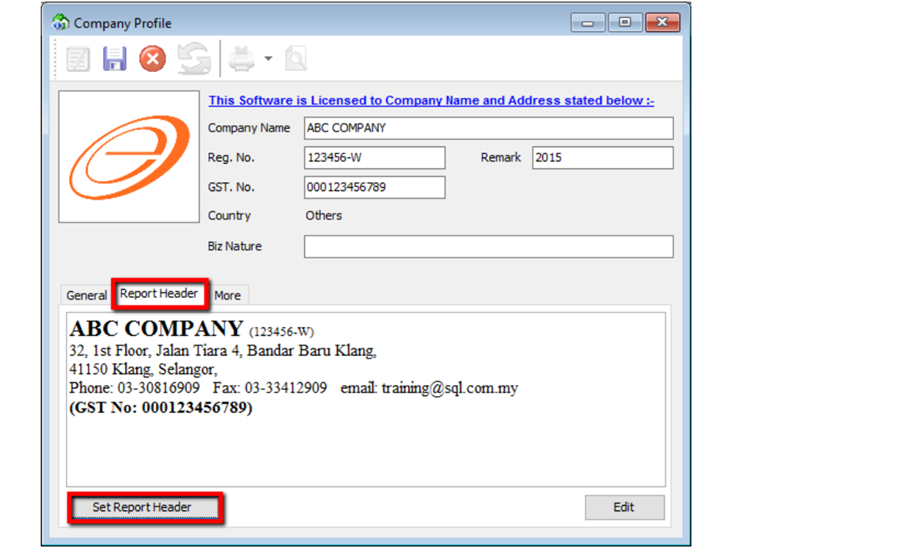 Company Profile
This Software is Licensed to Company Name and Address stated below :-
Company Name ABC COMPANY
Reg. No. 123456-W Remark 2015
GST. No. 000123456789
Country Others
Biz Nature
General Report Header More
ABC COMPANY (123456-W)
32, 1st Floor, Jalan Tiara 4, Bandar Baru Klang,
41150 Klang, Selangor,
Phone: 03-30816909 Fax: 03-33412909 email: training@sql.com.my
(GST No: 000123456789)
Set Report Header Edit